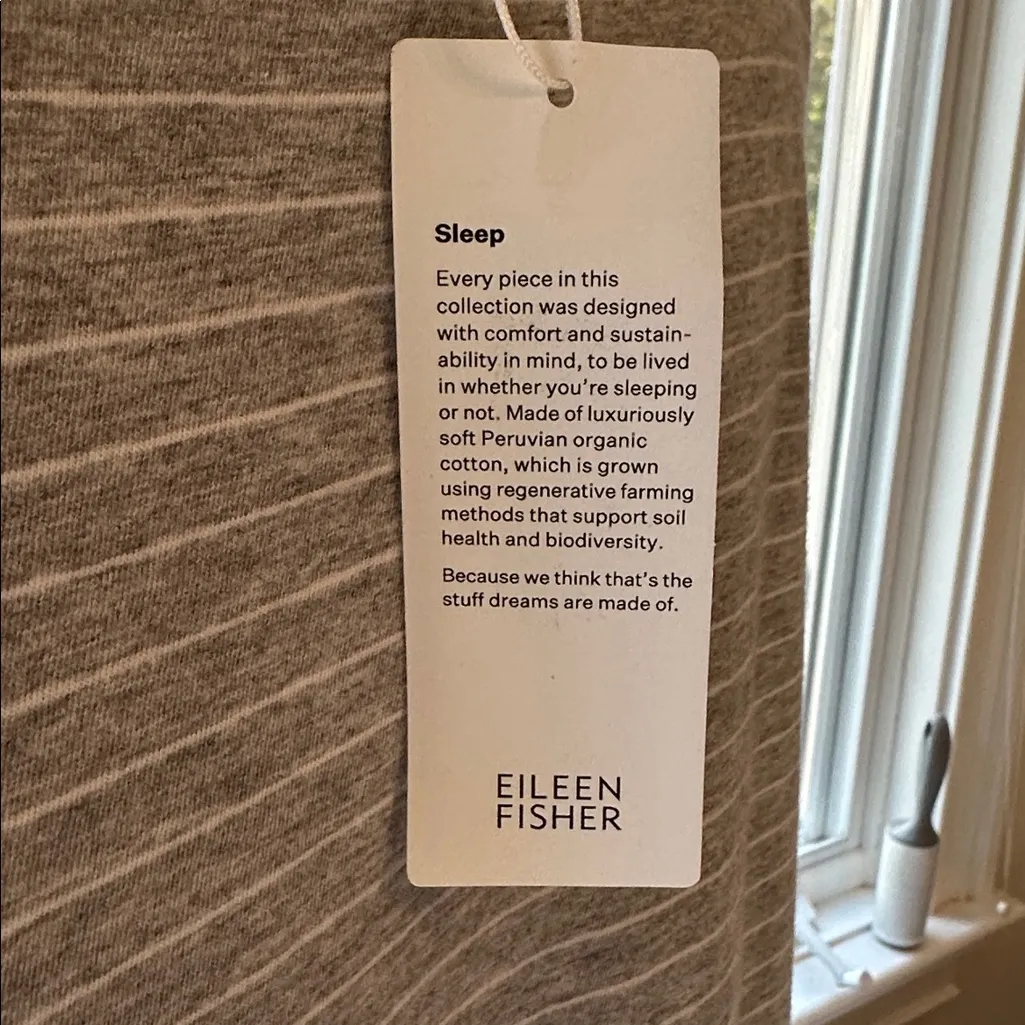 Sleep
Every piece in this
collection was designed
with comfort and sustain-
ability in mind, to be lived
in whether you're sleeping
or not. Made of luxuriously
soft Peruvian organic
cotton, which is grown
using regenerative farming
methods that support soil
health and biodiversity.
Because we think that's the
stuff dreams are made of.
EILEEN
FISHER